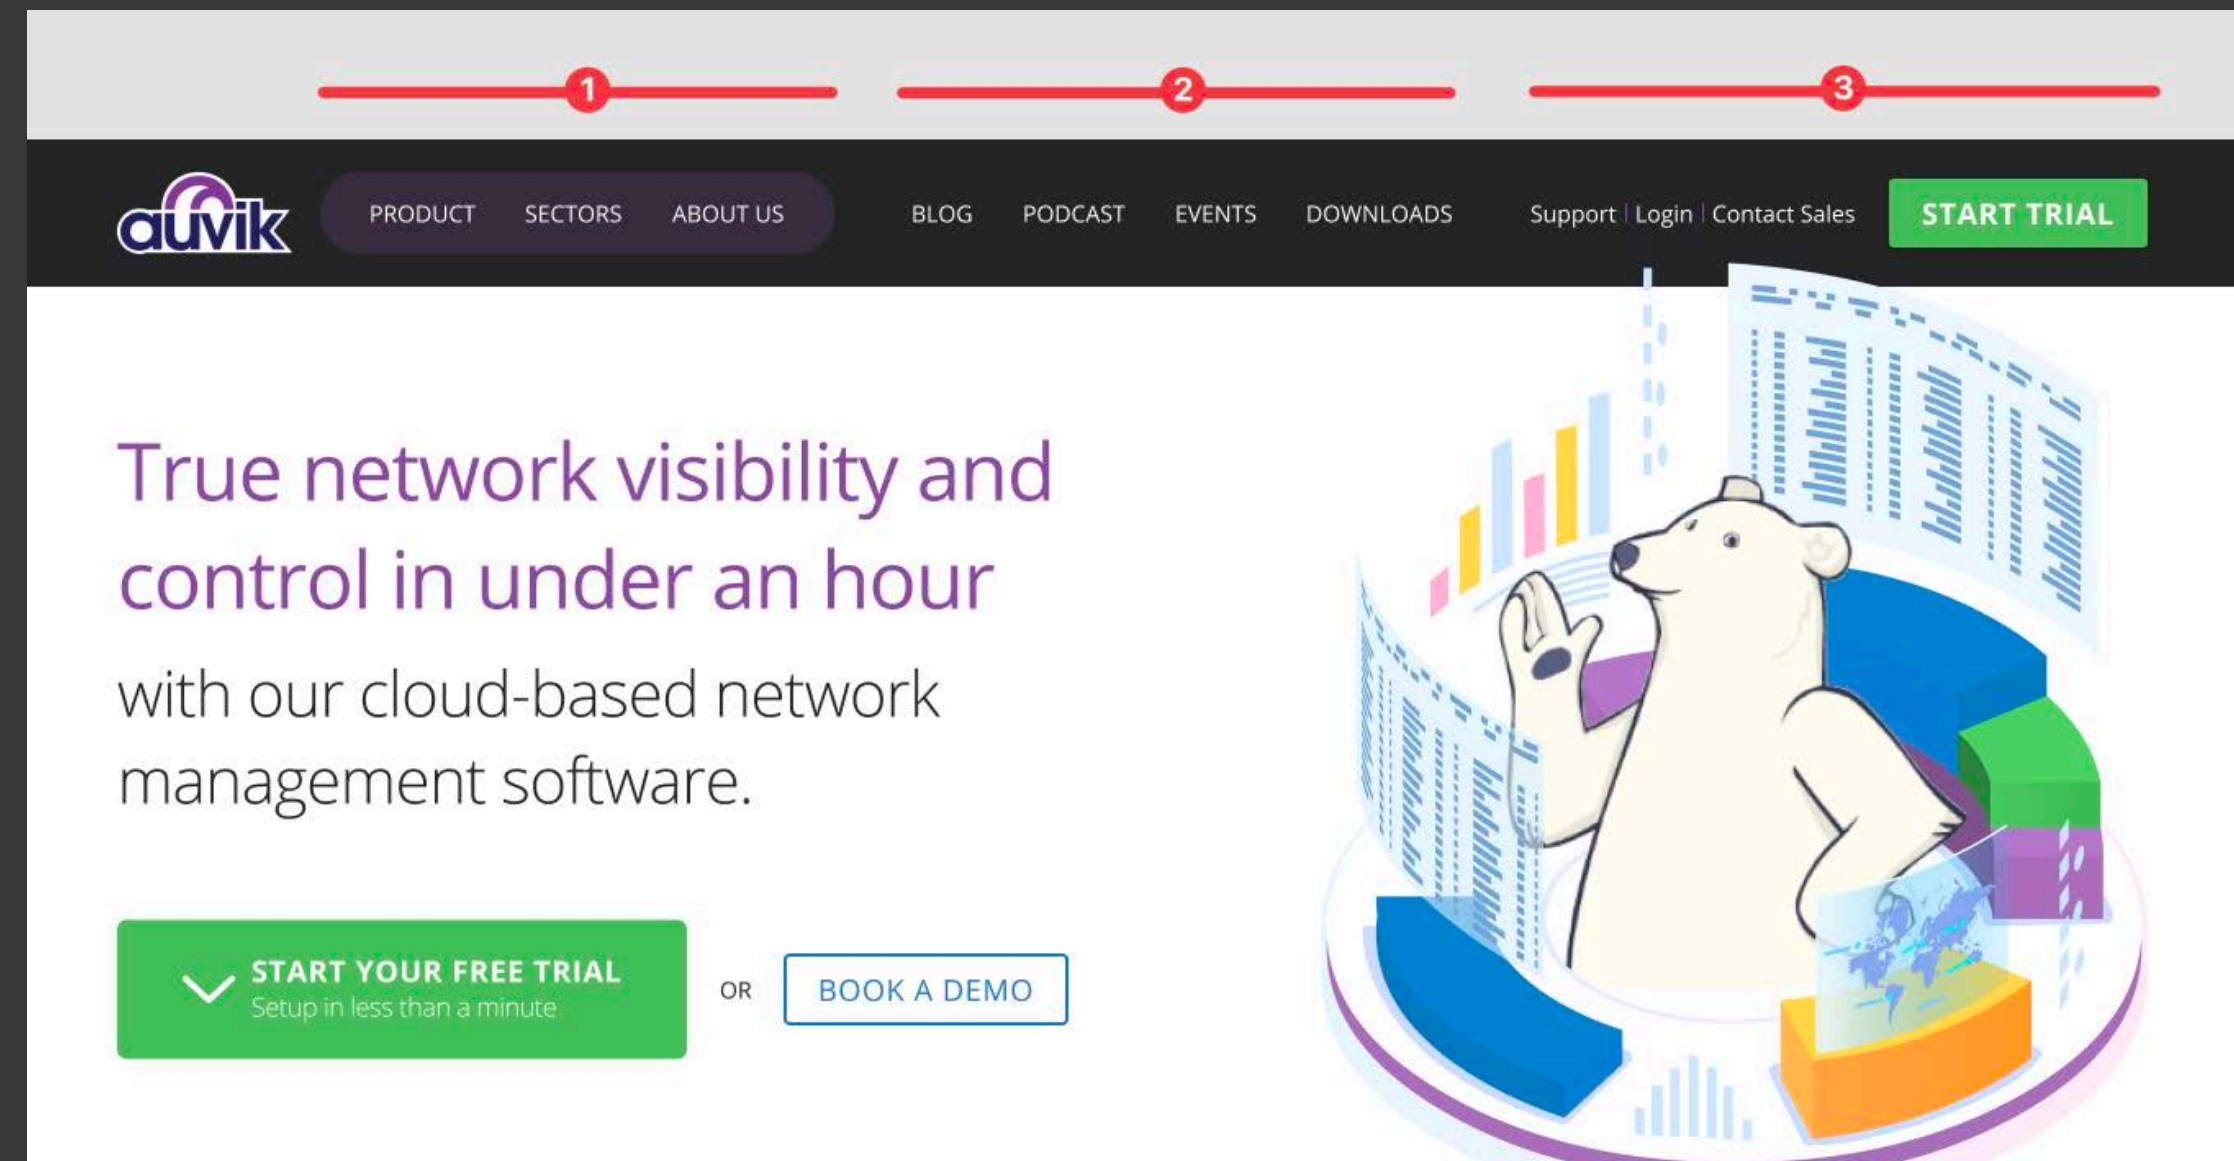 1 2 3
auvik PRODUCT SECTORS ABOUT US BLOG PODCAST EVENTS DOWNLOADS Support | Login | Contact Sales START TRIAL
True network visibility and
control in under an hour
with our cloud-based network
management software.
START YOUR FREE TRIAL
Setup in less than a minute
OR
BOOK A DEMO